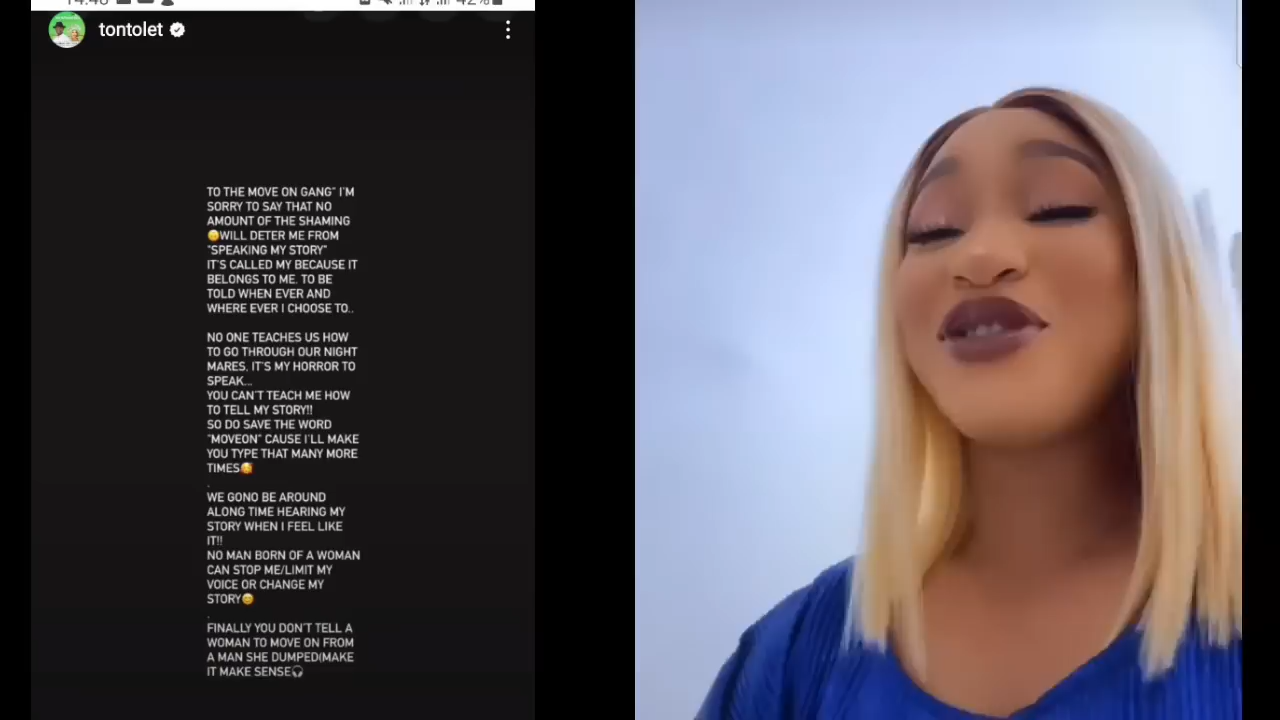 tontolet
TO THE MOVE ON GANG" I'M
SORRY TO SAY THAT NO
AMOUNT OF THE SHAMING
😁WILL DETER ME FROM
"SPEAKING MY STORY"
IT'S CALLED MY BECAUSE IT
BELONGS TO ME. TO BE
TOLD WHEN EVER AND
WHERE EVER I CHOOSE TO..
NO ONE TEACHES US HOW
TO GO THROUGH OUR NIGHT
MARES, IT'S MY HORROR TO
SPEAK...
YOU CAN'T TEACH ME HOW
TO TELL MY STORY!!
SO DO SAVE THE WORD
"MOVEON" CAUSE I'LL MAKE
YOU TYPE THAT MANY MORE
TIMES🥰
.
WE GONO BE AROUND
ALONG TIME HEARING MY
STORY WHEN I FEEL LIKE
IT!!
NO MAN BORN OF A WOMAN
CAN STOP ME/LIMIT MY
VOICE OR CHANGE MY
STORY😊
.
FINALLY YOU DON'T TELL A
WOMAN TO MOVE ON FROM
A MAN SHE DUMPED(MAKE
IT MAKE SENSE🎧